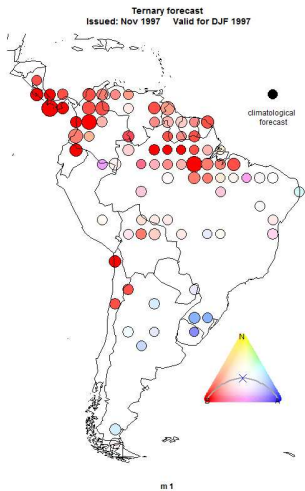 Ternary forecast
Issued: Nov 1997 Valid for DJF 1997
climatological
forecast
N
B A
m 1